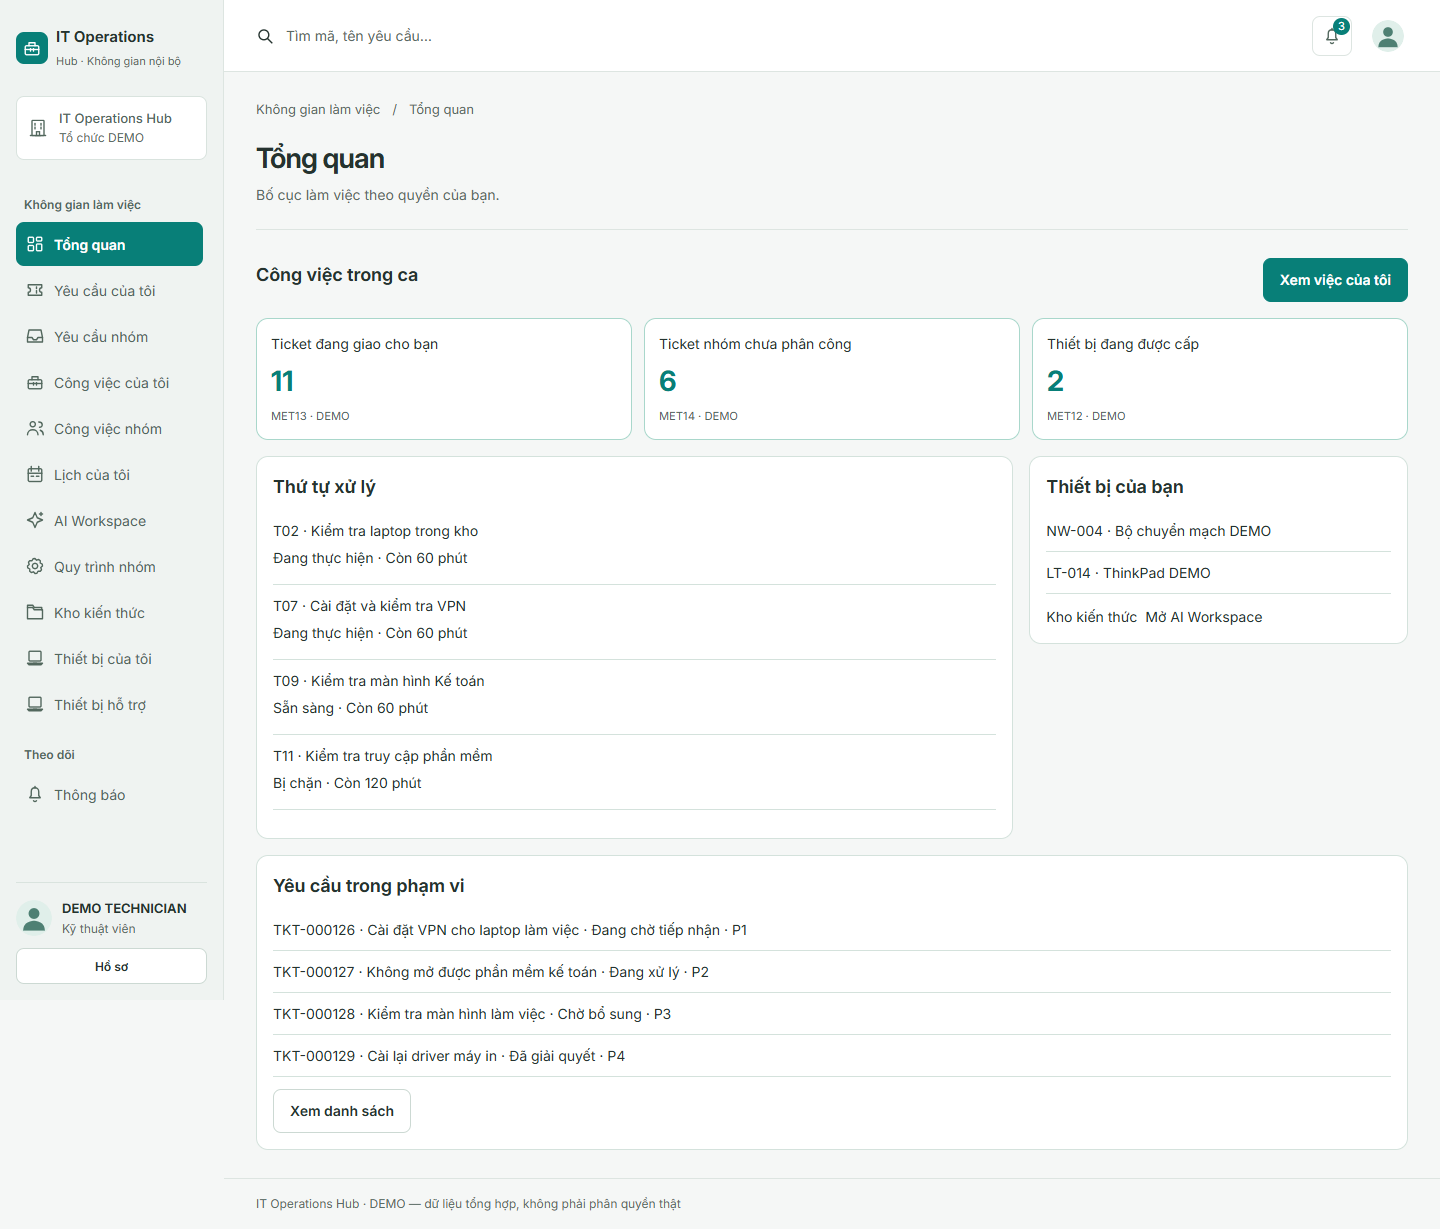 IT Operations
Hub · Không gian nội bộ
IT Operations Hub
Tổ chức DEMO
Không gian làm việc
Tổng quan
Yêu cầu của tôi
Yêu cầu nhóm
Công việc của tôi
Công việc nhóm
Lịch của tôi
AI Workspace
Quy trình nhóm
Kho kiến thức
Thiết bị của tôi
Thiết bị hỗ trợ
Theo dõi
Thông báo
DEMO TECHNICIAN
Kỹ thuật viên
Hồ sơ
Tìm mã, tên yêu cầu...
3
Không gian làm việc / Tổng quan
Tổng quan
Bố cục làm việc theo quyền của bạn.
Công việc trong ca
Xem việc của tôi
Ticket đang giao cho bạn
11
MET13 · DEMO
Ticket nhóm chưa phân công
6
MET14 · DEMO
Thiết bị đang được cấp
2
MET12 · DEMO
Thứ tự xử lý
T02 · Kiểm tra laptop trong kho
Đang thực hiện · Còn 60 phút
T07 · Cài đặt và kiểm tra VPN
Đang thực hiện · Còn 60 phút
T09 · Kiểm tra màn hình Kế toán
Sẵn sàng · Còn 60 phút
T11 · Kiểm tra truy cập phần mềm
Bị chặn · Còn 120 phút
Thiết bị của bạn
NW-004 · Bộ chuyển mạch DEMO
LT-014 · ThinkPad DEMO
Kho kiến thức Mở AI Workspace
Yêu cầu trong phạm vi
TKT-000126 · Cài đặt VPN cho laptop làm việc · Đang chờ tiếp nhận · P1
TKT-000127 · Không mở được phần mềm kế toán · Đang xử lý · P2
TKT-000128 · Kiểm tra màn hình làm việc · Chờ bổ sung · P3
TKT-000129 · Cài lại driver máy in · Đã giải quyết · P4
Xem danh sách
IT Operations Hub · DEMO — dữ liệu tổng hợp, không phải phân quyền thật